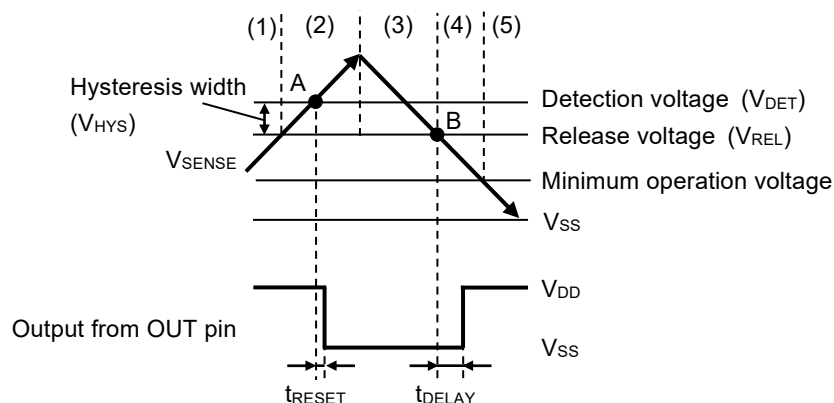 (1) (2) (3) (4) (5)
Hysteresis width
(VHYS)
A
B
Detection voltage (VDET)
Release voltage (VREL)
VSENSE
Minimum operation voltage
VSS
VDD
Output from OUT pin
VSS
tRESET
tDELAY